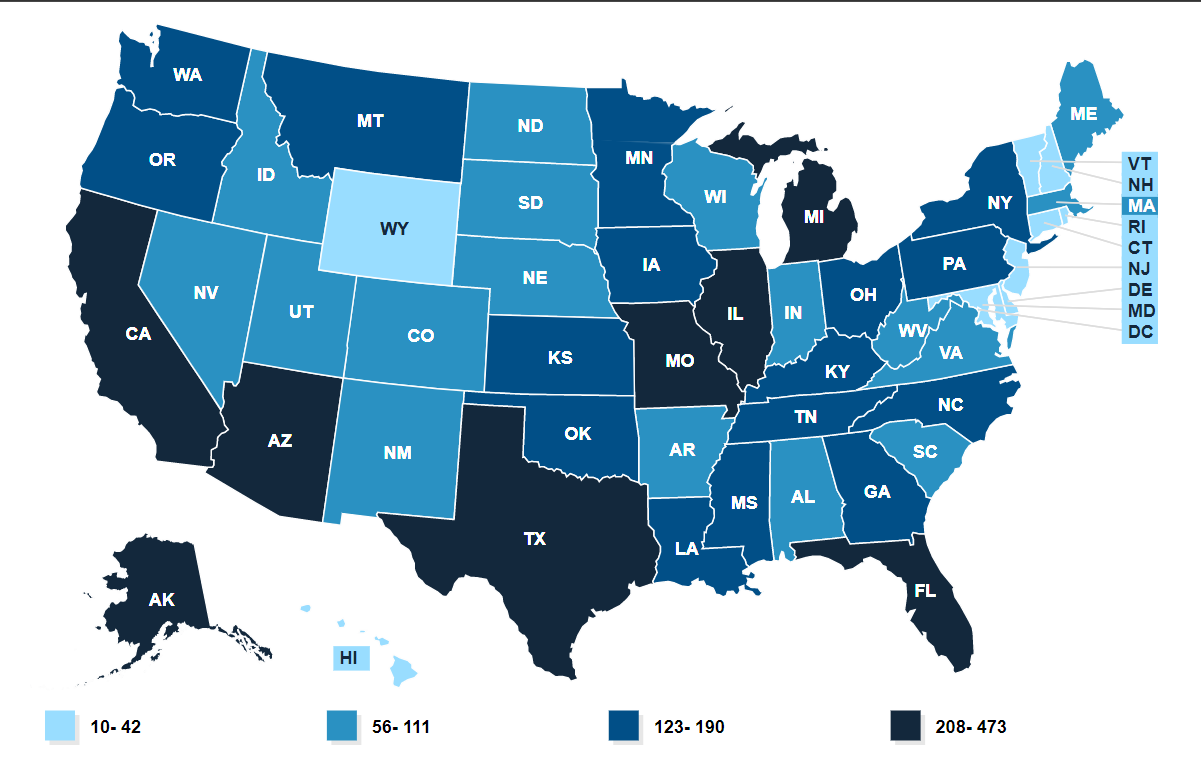 WA
MT
ND
MN
ME
OR
ID
SD
WI
MI
NY
VT
NH
MA
RI
CT
NJ
DE
MD
DC
WY
NE
IA
PA
NV
UT
CO
IL
IN
OH
WV
VA
CA
KS
MO
KY
AZ
NM
OK
AR
TN
NC
SC
TX
LA
MS
AL
GA
FL
AK
HI
10- 42
56- 111
123- 190
208- 473